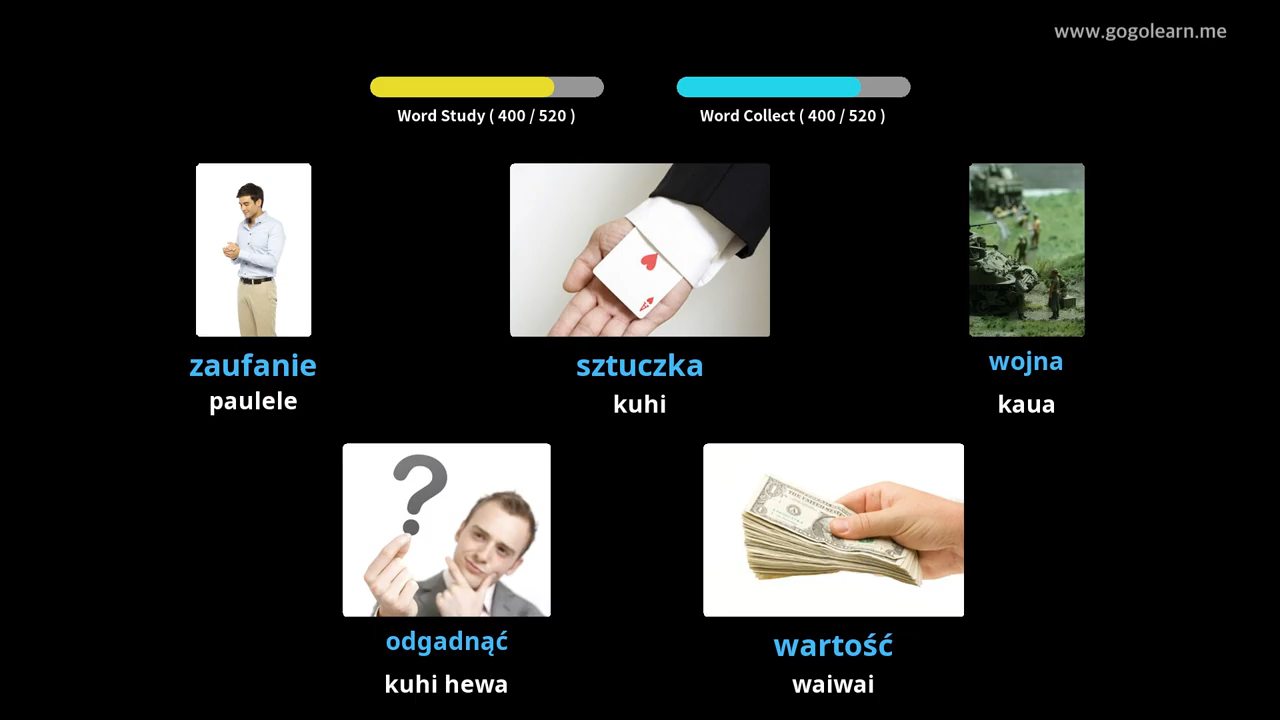 www.gogolearn.me
Word Study ( 400 / 520 )
Word Collect ( 400 / 520 )
zaufanie
paulele
sztuczka
kuhi
wojna
kaua
odgadnąć
kuhi hewa
wartość
waiwai